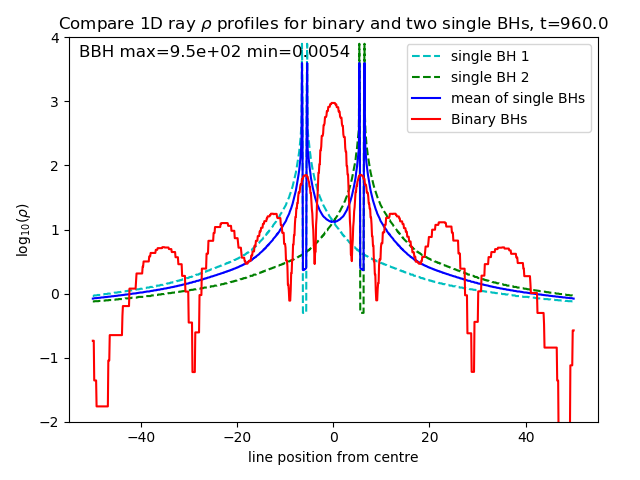 Compare 1D ray ρ profiles for binary and two single BHs, t=960.0
BBH max=9.5e+02 min=0.0054
single BH 1
single BH 2
mean of single BHs
Binary BHs
4
3
2
1
0
−1
−2
log₁₀(ρ)
−40
−20
0
20
40
line position from centre